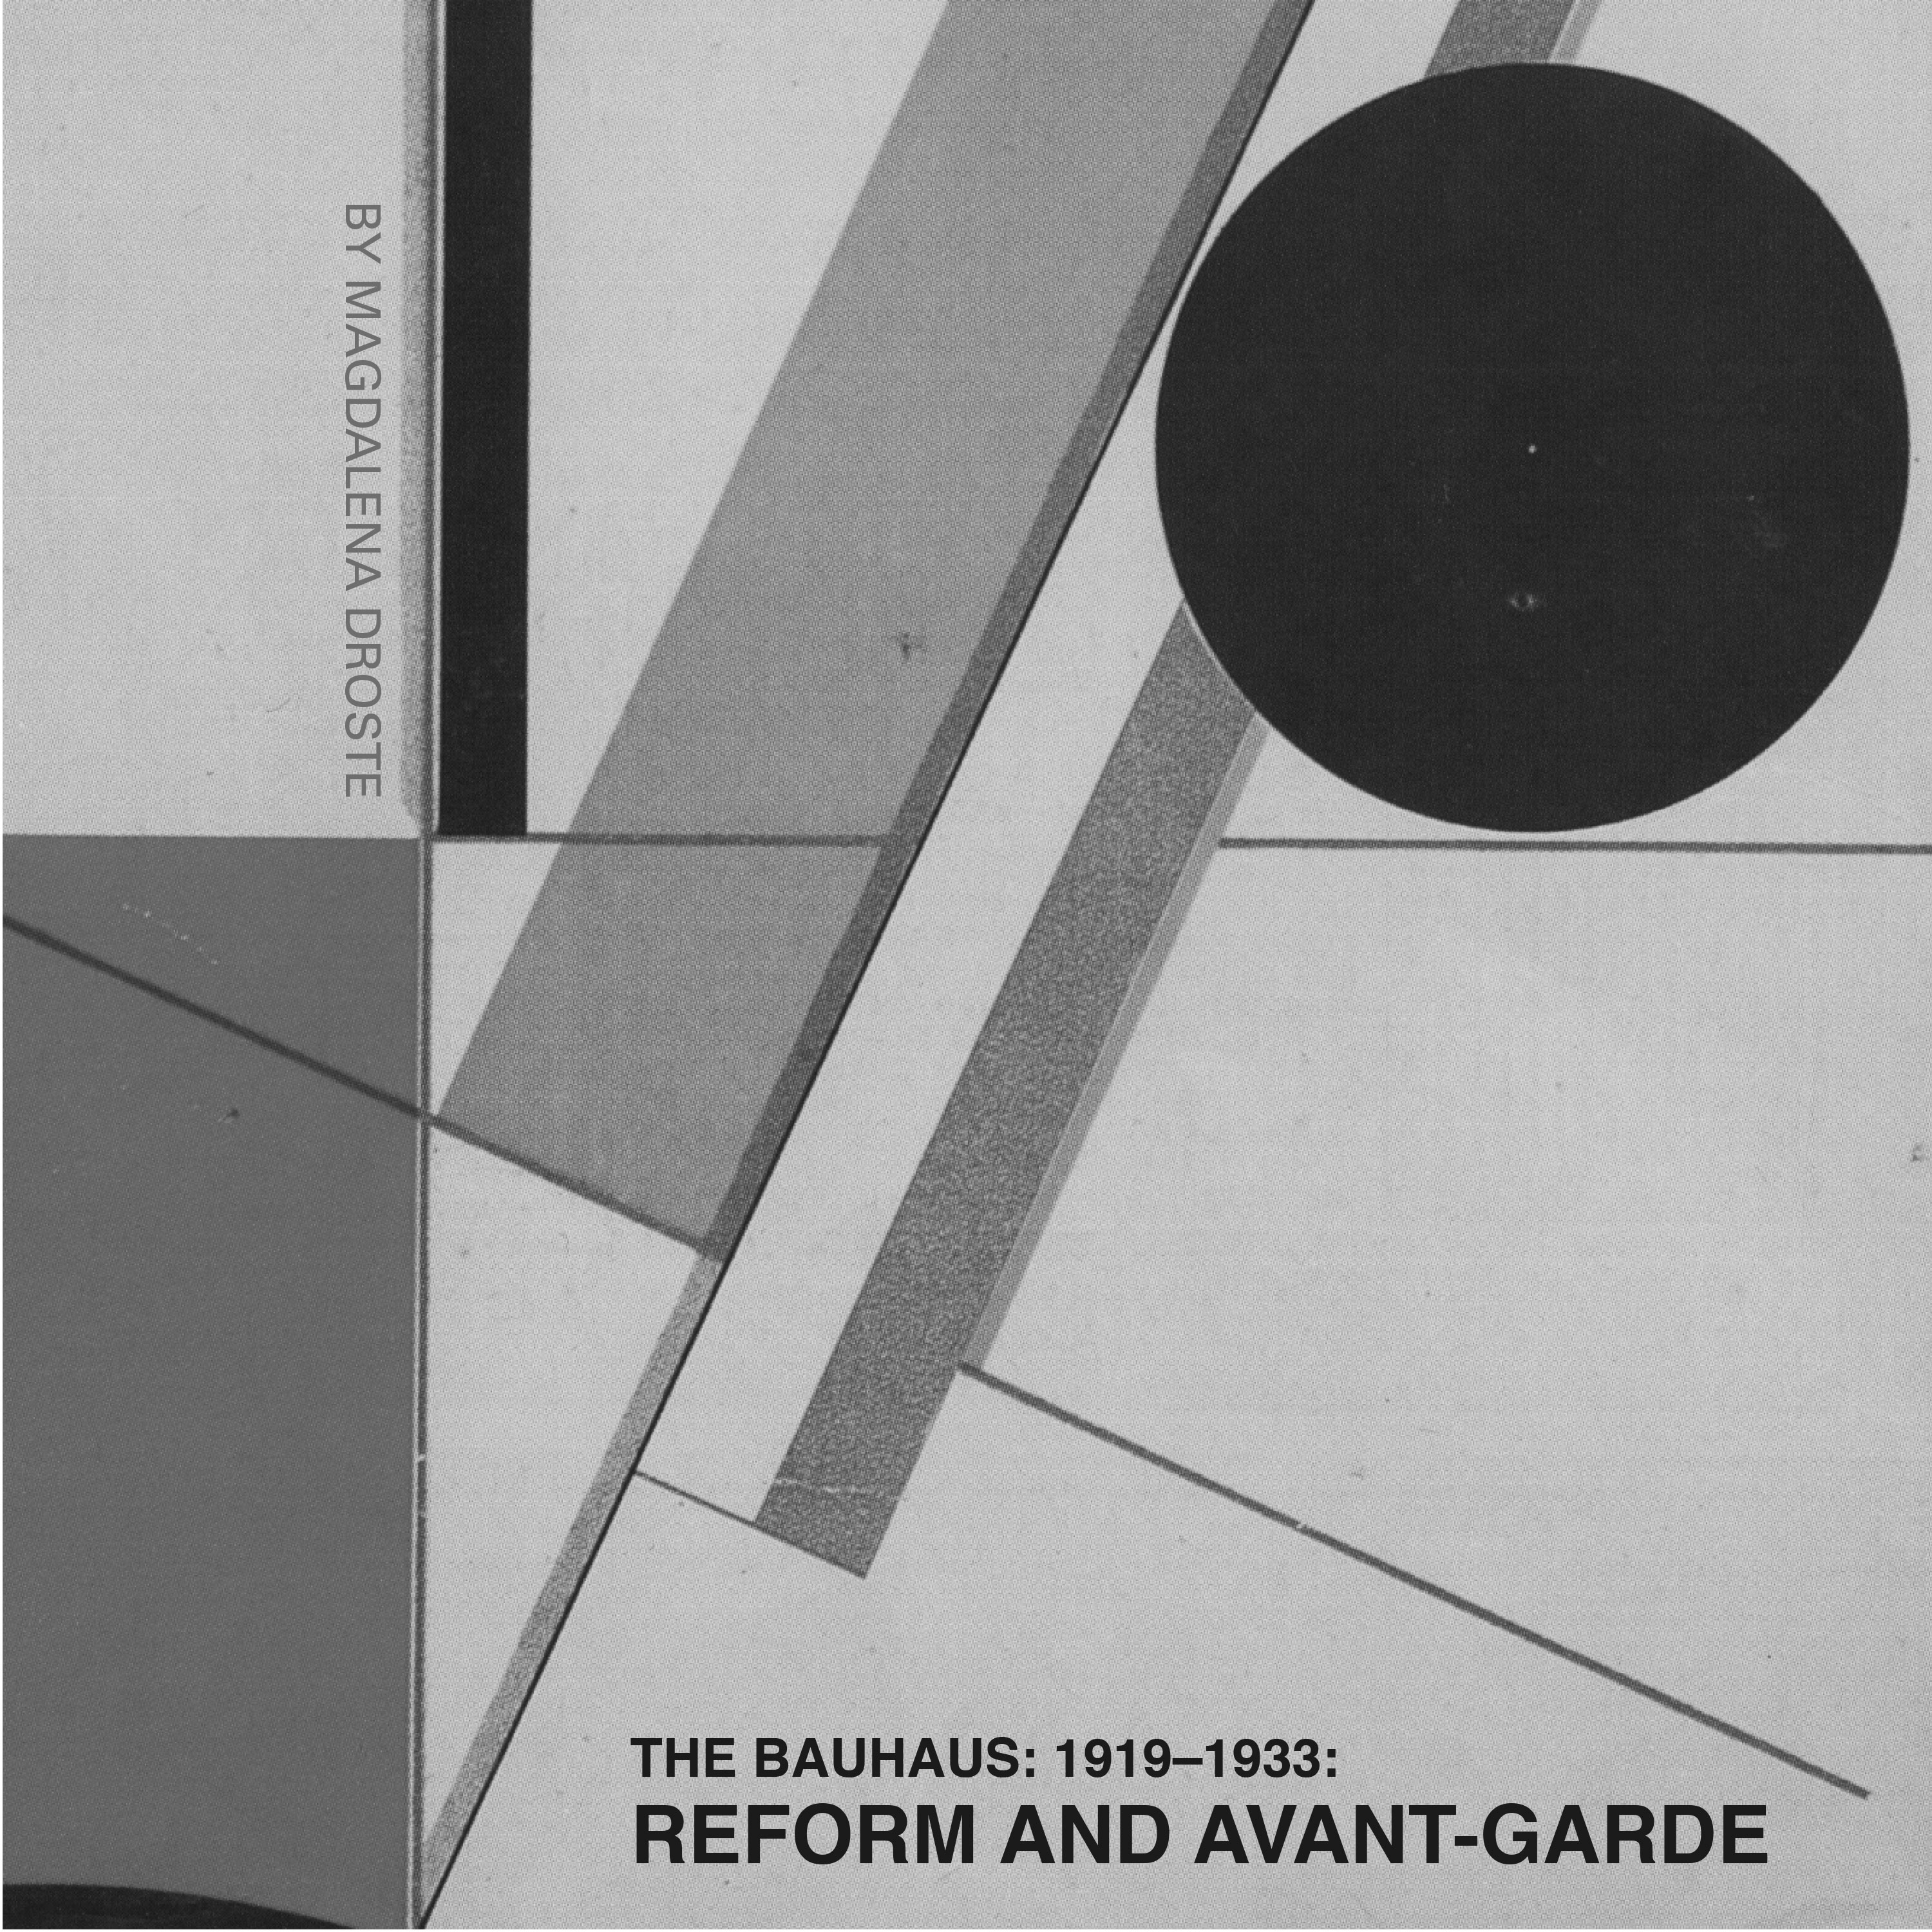 BY MAGDALENA DROSTE
THE BAUHAUS: 1919–1933:
REFORM AND AVANT-GARDE